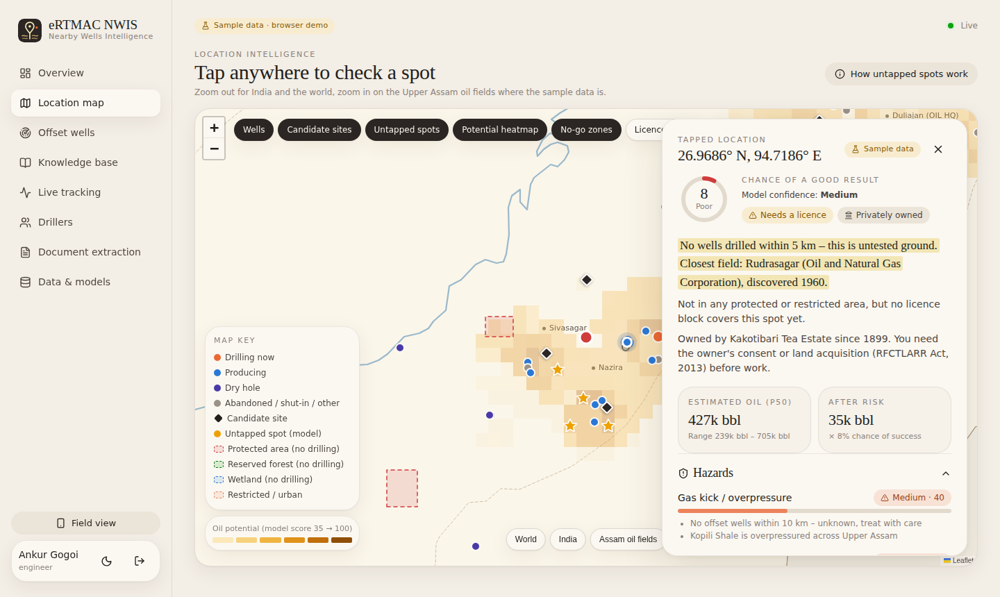 eRTMAC NWIS
Nearby Wells Intelligence
Overview
Location map
Offset wells
Knowledge base
Live tracking
Drillers
Document extraction
Data & models
Field view
Ankur Gogoi
engineer
Sample data · browser demo
Live
LOCATION INTELLIGENCE
Tap anywhere to check a spot
How untapped spots work
Zoom out for India and the world, zoom in on the Upper Assam oil fields where the sample data is.
+
−
Wells
Candidate sites
Untapped spots
Potential heatmap
No-go zones
Licenc
Duliajan (OIL HQ)
Sivasagar
Nazira
MAP KEY
Drilling now
Producing
Dry hole
Abandoned / shut-in / other
Candidate site
Untapped spot (model)
Protected area (no drilling)
Reserved forest (no drilling)
Wetland (no drilling)
Restricted / urban
Oil potential (model score 35 → 100)
World
India
Assam oil fields
TAPPED LOCATION
26.9686° N, 94.7186° E
Sample data
8
Poor
CHANCE OF A GOOD RESULT
Model confidence: Medium
Needs a licence
Privately owned
No wells drilled within 5 km – this is untested ground.
Closest field: Rudrasagar (Oil and Natural Gas
Corporation), discovered 1960.
Not in any protected or restricted area, but no licence
block covers this spot yet.
Owned by Kakotibari Tea Estate since 1899. You need
the owner's consent or land acquisition (RFCTLARR Act,
2013) before work.
ESTIMATED OIL (P50)
427k bbl
Range 239k bbl – 705k bbl
AFTER RISK
35k bbl
× 8% chance of success
Hazards
Gas kick / overpressure
Medium · 40
No offset wells within 10 km – unknown, treat with care
Kopili Shale is overpressured across Upper Assam
Leaflet